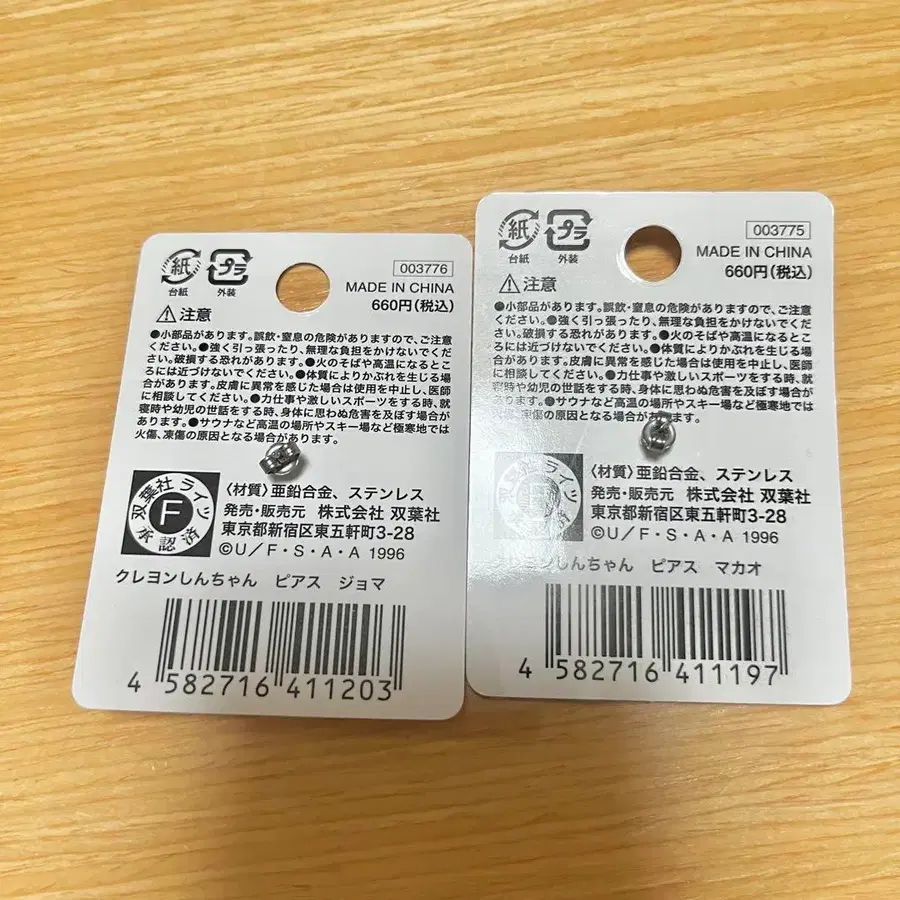 紙
プラ
台紙
外装
003776
MADE IN CHINA
660円(税込)
注意
●小部品があります。誤飲・窒息の危険がありますので、ご注意
ください。●強く引っ張ったり、無理な負担をかけないでくだ
さい。破損する恐れがあります。●火のそばや高温になるとこ
ろには近づけないでください。●体質によりかぶれを生じる場
合があります。皮膚に異常を感じた場合は使用を中止し、医師
に相談してください。●力仕事や激しいスポーツをする時、就
寝時や幼児の世話をする時、身体に思わぬ危害を及ぼす場合が
あります。●サウナなど高温の場所やスキー場など極寒地では
火傷、凍傷の原因となる場合があります。
双葉社ライツ
F
承認済
〈材質〉亜鉛合金、ステンレス
発売・販売元 株式会社 双葉社
東京都新宿区東五軒町3-28
©U/F・S・A・A 1996
クレヨンしんちゃん ピアス ジョマ
4 582716 411203
紙
プラ
台紙
外装
003775
MADE IN CHINA
660円(税込)
注意
●小部品があります。誤飲・窒息の危険がありますので、ご注意
ください。●強く引っ張ったり、無理な負担をかけないでくだ
さい。破損する恐れがあります。●火のそばや高温になるとこ
ろには近づけないでください。●体質によりかぶれを生じる場
合があります。皮膚に異常を感じた場合は使用を中止し、医師
に相談してください。●力仕事や激しいスポーツをする時、就
寝時や幼児の世話をする時、身体に思わぬ危害を及ぼす場合が
あります。●サウナなど高温の場所やスキー場など極寒地では
火傷、凍傷の原因となる場合があります。
〈材質〉亜鉛合金、ステンレス
発売・販売元 株式会社 双葉社
東京都新宿区東五軒町3-28
©U/F・S・A・A 1996
ンしんちゃん ピアス マカオ
4 582716 411197